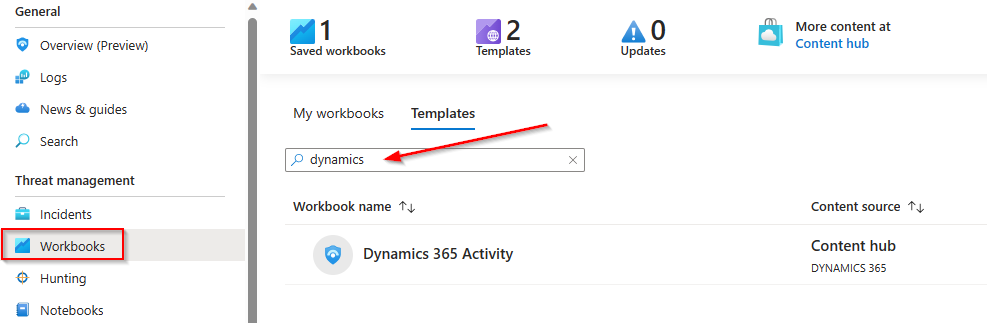 General
Overview (Preview)
Logs
News & guides
Search
Threat management
Incidents
Workbooks
Hunting
Notebooks
1
Saved workbooks
2
Templates
0
Updates
More content at
Content hub
My workbooks
Templates
dynamics
Workbook name
Content source
Dynamics 365 Activity
Content hub
DYNAMICS 365